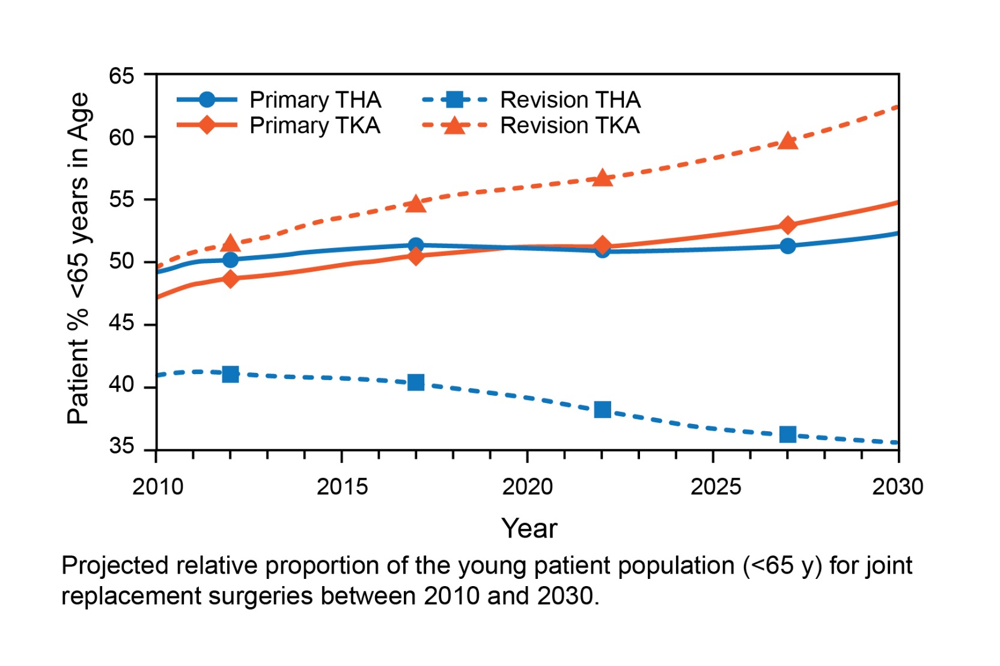 Patient % <65 years in Age
65
60
55
50
45
40
35
Primary THA
Primary TKA
Revision THA
Revision TKA
2010 2015 2020 2025 2030
Year
Projected relative proportion of the young patient population (<65 y) for joint
replacement surgeries between 2010 and 2030.